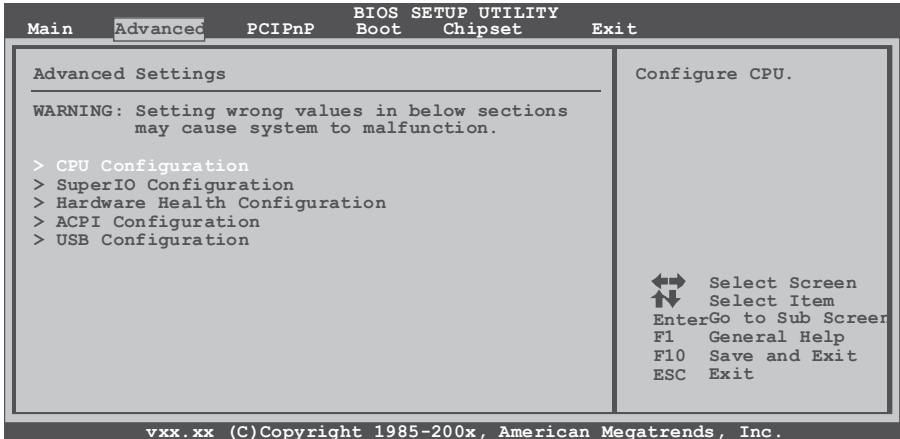 BIOS SETUP UTILITY
Main Advanced PCIPnP Boot Chipset Exit
Advanced Settings
WARNING: Setting wrong values in below sections
may cause system to malfunction.
> CPU Configuration
> SuperIO Configuration
> Hardware Health Configuration
> ACPI Configuration
> USB Configuration
Configure CPU.
Select Screen
Select Item
EnterGo to Sub Screen
F1 General Help
F10 Save and Exit
ESC Exit
vxx.xx (C)Copyright 1985-200x, American Megatrends, Inc.